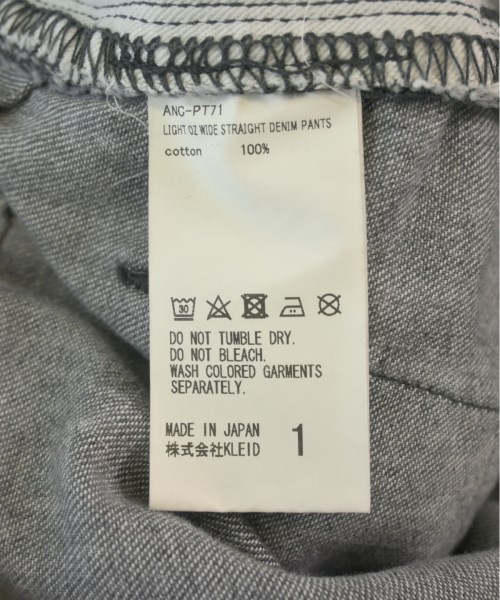 ANC-PT71
LIGHT OZ WIDE STRAIGHT DENIM PANTS
cotton 100%
30
DO NOT TUMBLE DRY.
DO NOT BLEACH.
WASH COLORED GARMENTS
SEPARATELY.
MADE IN JAPAN
株式会社KLEID
1